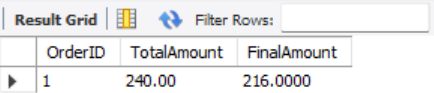 Result Grid Filter Rows:
OrderID TotalAmount FinalAmount
1 240.00 216.0000